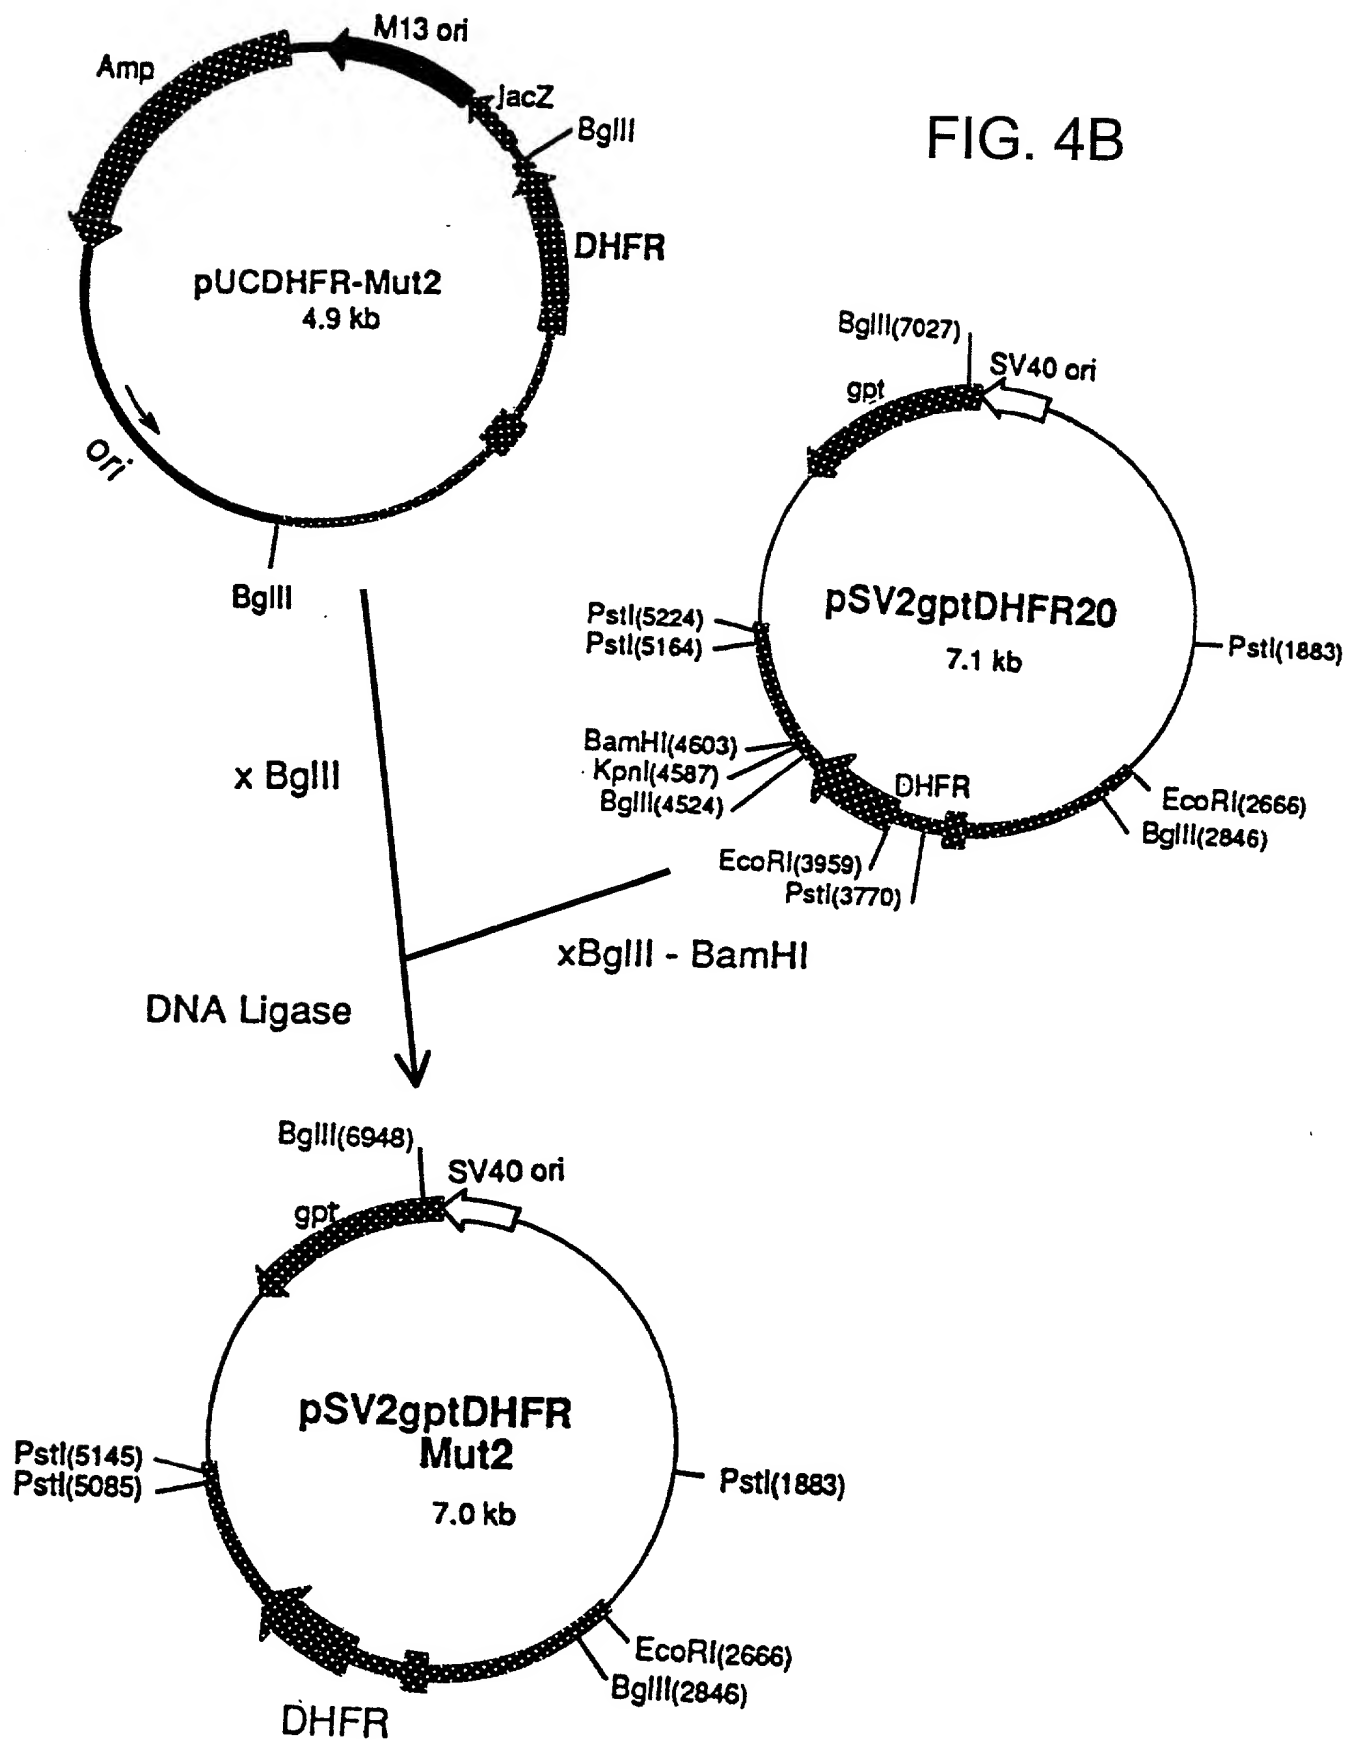 M13 ori
Amp
lacZ
BglII
FIG. 4B
DHFR
pUCDHFR-Mut2
4.9 kb
ori
BglII
BglII(7027)
SV40 ori
gpt
pSV2gptDHFR20
7.1 kb
PstI(5224)
PstI(5164)
PstI(1883)
BamHI(4603)
KpnI(4587)
BglII(4524)
DHFR
EcoRI(2666)
BglII(2846)
EcoRI(3959)
PstI(3770)
x BglII
xBglII - BamHI
DNA Ligase
BglII(6948)
SV40 ori
gpt
pSV2gptDHFR
Mut2
7.0 kb
PstI(5145)
PstI(5085)
PstI(1883)
EcoRI(2666)
BglII(2846)
DHFR